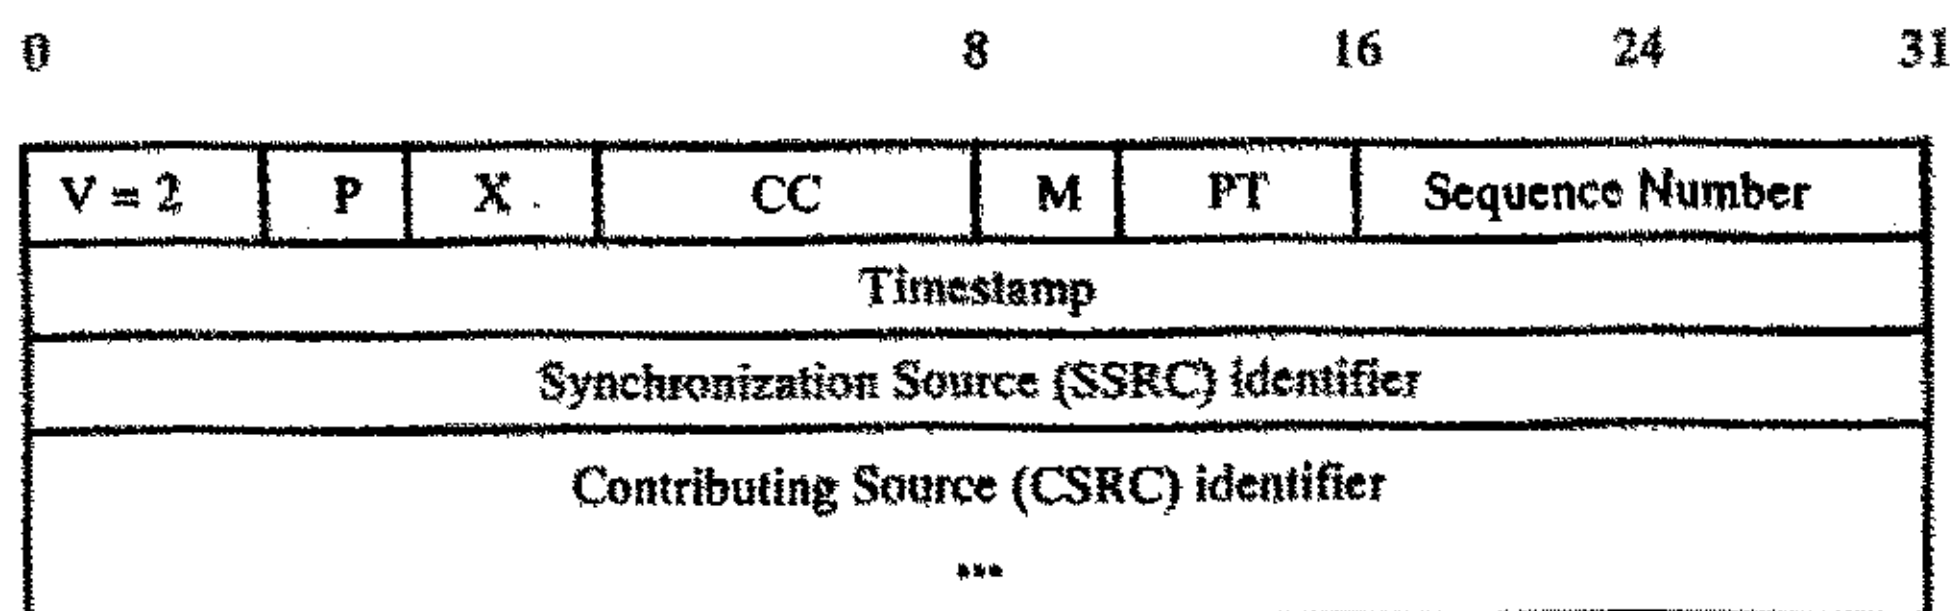 0 8 16 24 31
V = 2 P X CC M PT Sequence Number
Timestamp
Synchronization Source (SSRC) identifier
Contributing Source (CSRC) identifier
...